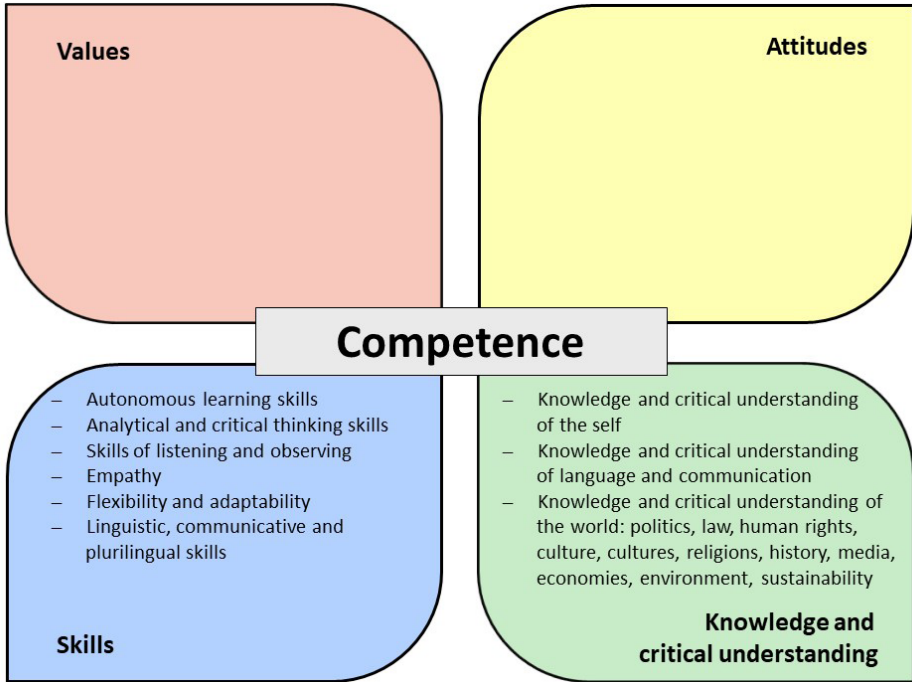 Values
Attitudes
Competence
– Autonomous learning skills
– Analytical and critical thinking skills
– Skills of listening and observing
– Empathy
– Flexibility and adaptability
– Linguistic, communicative and
plurilingual skills
Skills
– Knowledge and critical understanding
of the self
– Knowledge and critical understanding
of language and communication
– Knowledge and critical understanding of
the world: politics, law, human rights,
culture, cultures, religions, history, media,
economies, environment, sustainability
Knowledge and
critical understanding